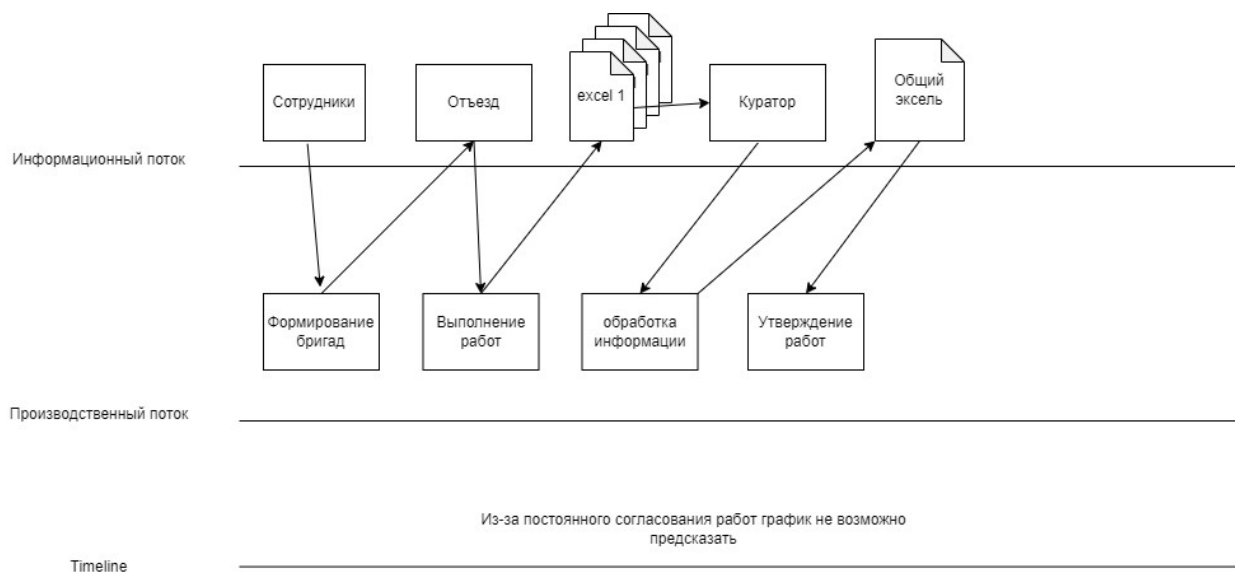 Сотрудники
Отъезд
excel 1
Куратор
Общий
эксель
Информационный поток
Формирование
бригад
Выполнение
работ
обработка
информации
Утверждение
работ
Производственный поток
Из-за постоянного согласования работ график не возможно
предсказать
Timeline